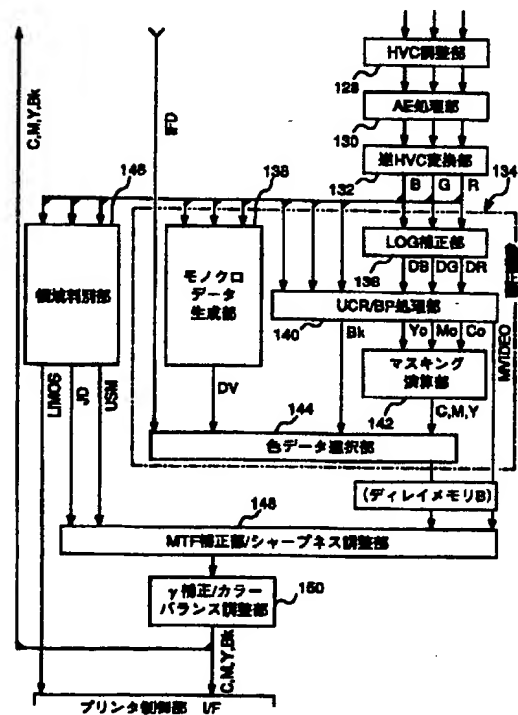 HVC調整部
128
AE処理部
130
逆HVC変換部
132
B G R
134
C,M,Y,Bk
IFD
146
138
領域判別部
モノクロ
データ
生成部
LOG補正部
136
DB DG DR
UCR/BP処理部
140
Bk
Yo Mo Co
MVIDEO
マスキング
演算部
142
C,M,Y
LIMOS
JD
USM
DV
144
色データ選択部
(ディレイメモリB)
148
MTF補正部/シャープネス調整部
γ補正/カラー
バランス調整部
150
C,M,Y,Bk
プリンタ制御部 I/F